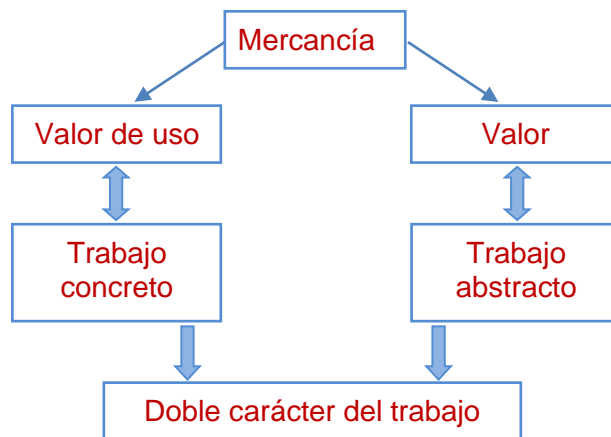 Mercancía
Valor de uso
Valor
Trabajo
concreto
Trabajo
abstracto
Doble carácter del trabajo